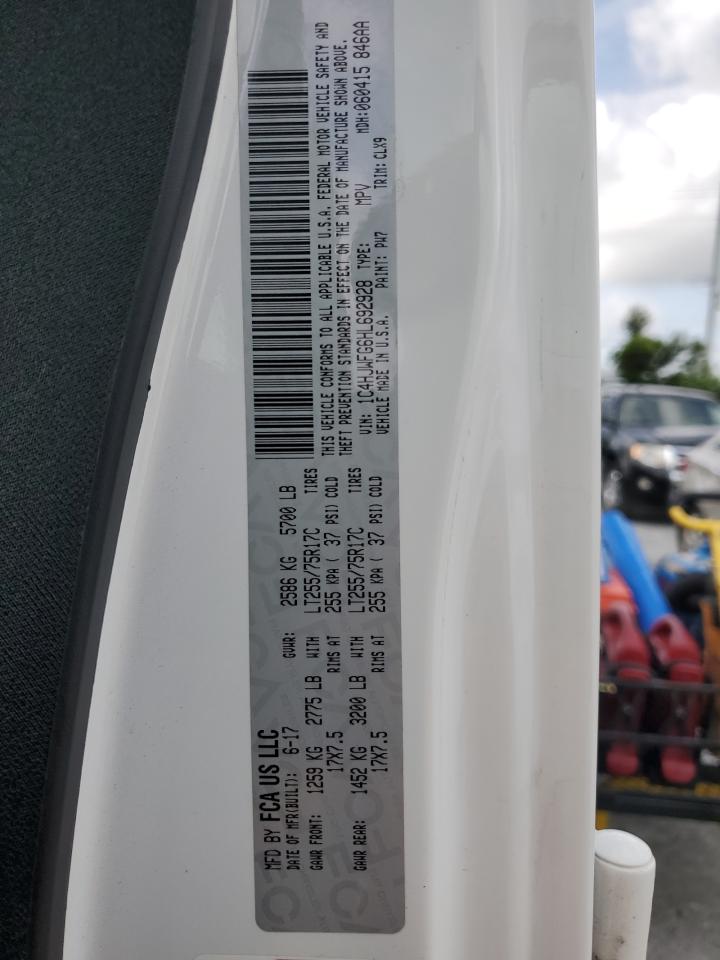 MFD BY FCA US LLC
DATE OF MFR(BUILT): 6-17 GVWR: 2586 KG 5700 LB
GAWR FRONT: 1259 KG 2775 LB WITH LT255/75R17C TIRES
17X7.5 RIMS AT 255 KPA ( 37 PSI) COLD
GAWR REAR: 1452 KG 3200 LB WITH LT255/75R17C TIRES
17X7.5 RIMS AT 255 KPA ( 37 PSI) COLD
THIS VEHICLE CONFORMS TO ALL APPLICABLE U.S.A. FEDERAL MOTOR VEHICLE SAFETY AND
THEFT PREVENTION STANDARDS IN EFFECT ON THE DATE OF MANUFACTURE SHOWN ABOVE.
VIN: 1C4HJWFG6HL692928 TYPE: MPV MDH:060415 846AA
VEHICLE MADE IN U.S.A. PAINT: PW7 TRIM: CLX9